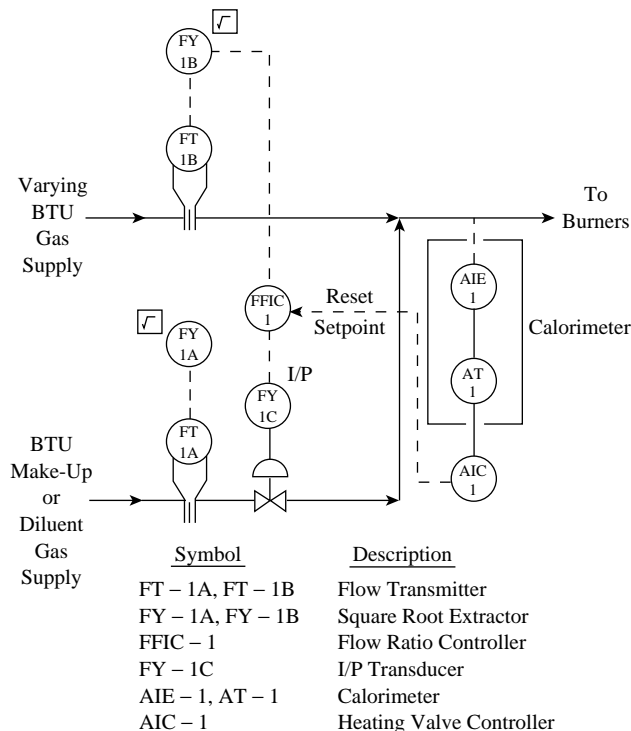 FY
1B
√
FT
1B
Varying
BTU
Gas
Supply
To
Burners
AIE
1
FFIC
1
Reset
Setpoint
Calorimeter
√
FY
1A
I/P
AT
1
FY
1C
FT
1A
BTU
Make-Up
or
Diluent
Gas
Supply
AIC
1
Symbol Description
FT – 1A, FT – 1B Flow Transmitter
FY – 1A, FY – 1B Square Root Extractor
FFIC – 1 Flow Ratio Controller
FY – 1C I/P Transducer
AIE – 1, AT – 1 Calorimeter
AIC – 1 Heating Valve Controller